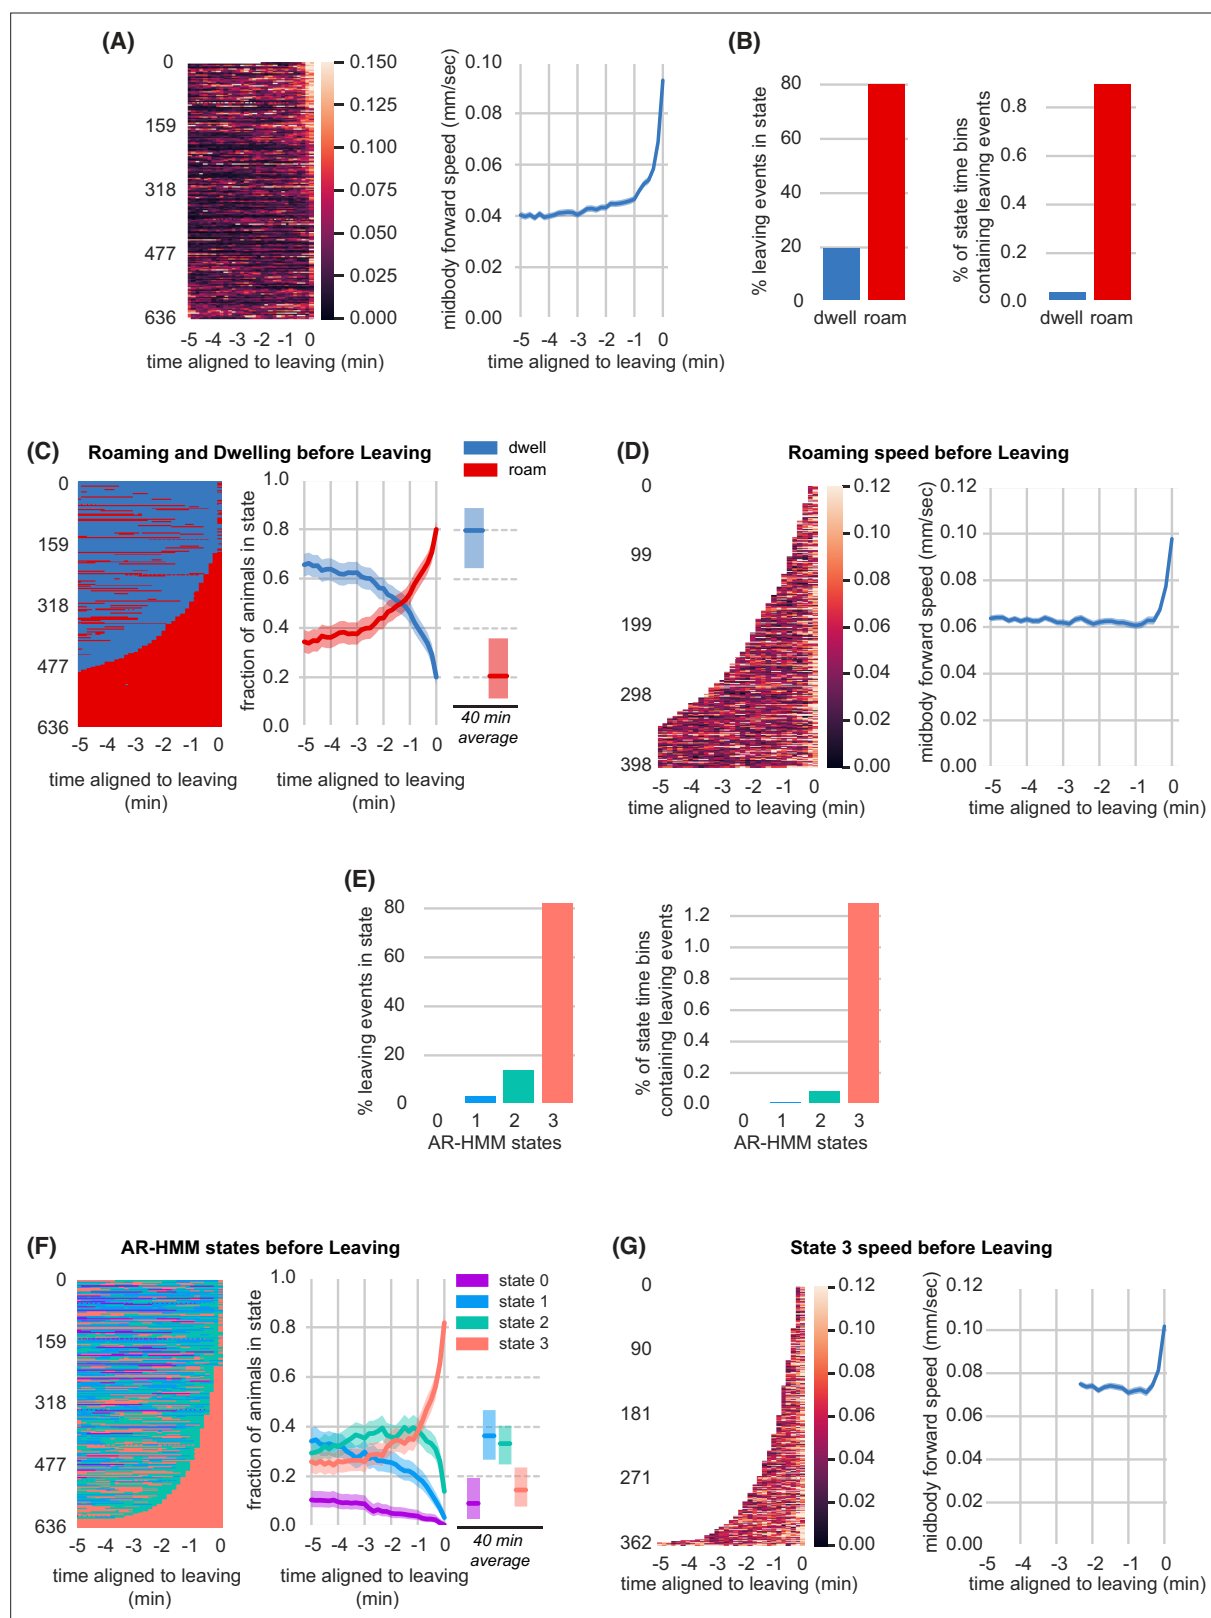 (A)
0
159
318
477
636
-5 -4 -3 -2 -1 0
time aligned to leaving (min)
0.150
0.125
0.100
0.075
0.050
0.025
0.000
midbody forward speed (mm/sec)
0.10
0.08
0.06
0.04
0.02
0.00
-5 -4 -3 -2 -1 0
time aligned to leaving (min)
(B)
% leaving events in state
80
60
40
20
0
dwell roam
% of state time bins
containing leaving events
0.8
0.6
0.4
0.2
0.0
dwell roam
(C)
Roaming and Dwelling before Leaving
0
159
318
477
636
-5 -4 -3 -2 -1 0
time aligned to leaving
(min)
fraction of animals in state
1.0
0.8
0.6
0.4
0.2
0.0
-5 -4 -3 -2 -1 0
time aligned to leaving
(min)
dwell
roam
40 min
average
(D)
Roaming speed before Leaving
0
99
199
298
398
-5 -4 -3 -2 -1 0
time aligned to leaving (min)
0.12
0.10
0.08
0.06
0.04
0.02
0.00
midbody forward speed (mm/sec)
0.12
0.10
0.08
0.06
0.04
0.02
0.00
-5 -4 -3 -2 -1 0
time aligned to leaving (min)
(E)
% leaving events in state
80
60
40
20
0
0 1 2 3
AR-HMM states
% of state time bins
containing leaving events
1.2
1.0
0.8
0.6
0.4
0.2
0.0
0 1 2 3
AR-HMM states
(F)
AR-HMM states before Leaving
0
159
318
477
636
-5 -4 -3 -2 -1 0
time aligned to leaving
(min)
fraction of animals in state
1.0
0.8
0.6
0.4
0.2
0.0
-5 -4 -3 -2 -1 0
time aligned to leaving
(min)
state 0
state 1
state 2
state 3
40 min
average
(G)
State 3 speed before Leaving
0
90
181
271
362
-5 -4 -3 -2 -1 0
time aligned to leaving (min)
0.12
0.10
0.08
0.06
0.04
0.02
0.00
midbody forward speed (mm/sec)
0.12
0.10
0.08
0.06
0.04
0.02
0.00
-5 -4 -3 -2 -1 0
time aligned to leaving (min)